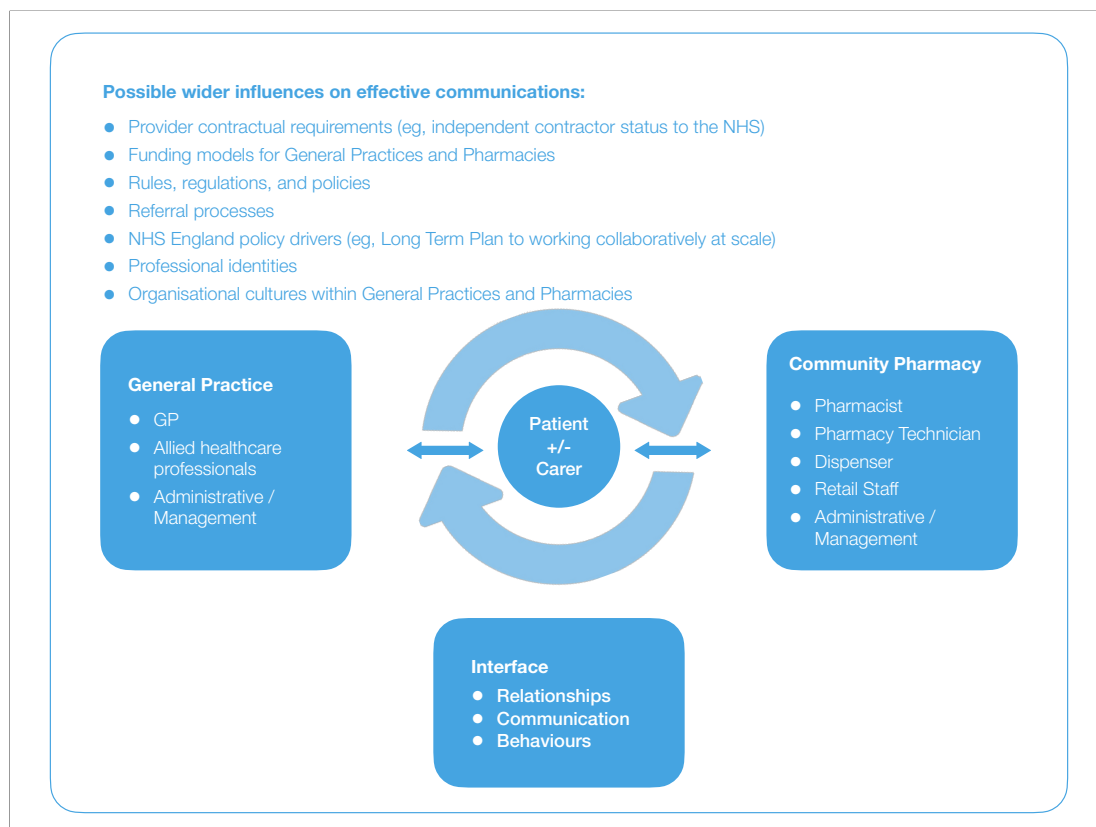 Possible wider influences on effective communications:
● Provider contractual requirements (eg, independent contractor status to the NHS)
● Funding models for General Practices and Pharmacies
● Rules, regulations, and policies
● Referral processes
● NHS England policy drivers (eg, Long Term Plan to working collaboratively at scale)
● Professional identities
● Organisational cultures within General Practices and Pharmacies
General Practice
● GP
● Allied healthcare
professionals
● Administrative /
Management
Patient
+/-
Carer
Community Pharmacy
● Pharmacist
● Pharmacy Technician
● Dispenser
● Retail Staff
● Administrative /
Management
Interface
● Relationships
● Communication
● Behaviours